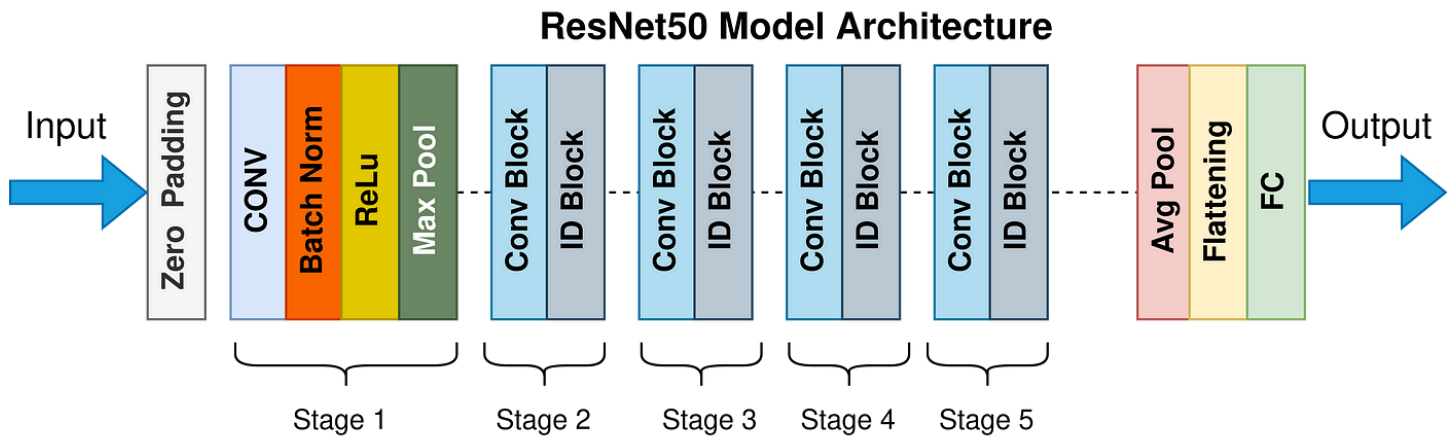 ResNet50 Model Architecture
Input
Zero Padding
CONV
Batch Norm
ReLu
Max Pool
Conv Block
ID Block
Conv Block
ID Block
Conv Block
ID Block
Conv Block
ID Block
Avg Pool
Flattening
FC
Output
Stage 1
Stage 2
Stage 3
Stage 4
Stage 5